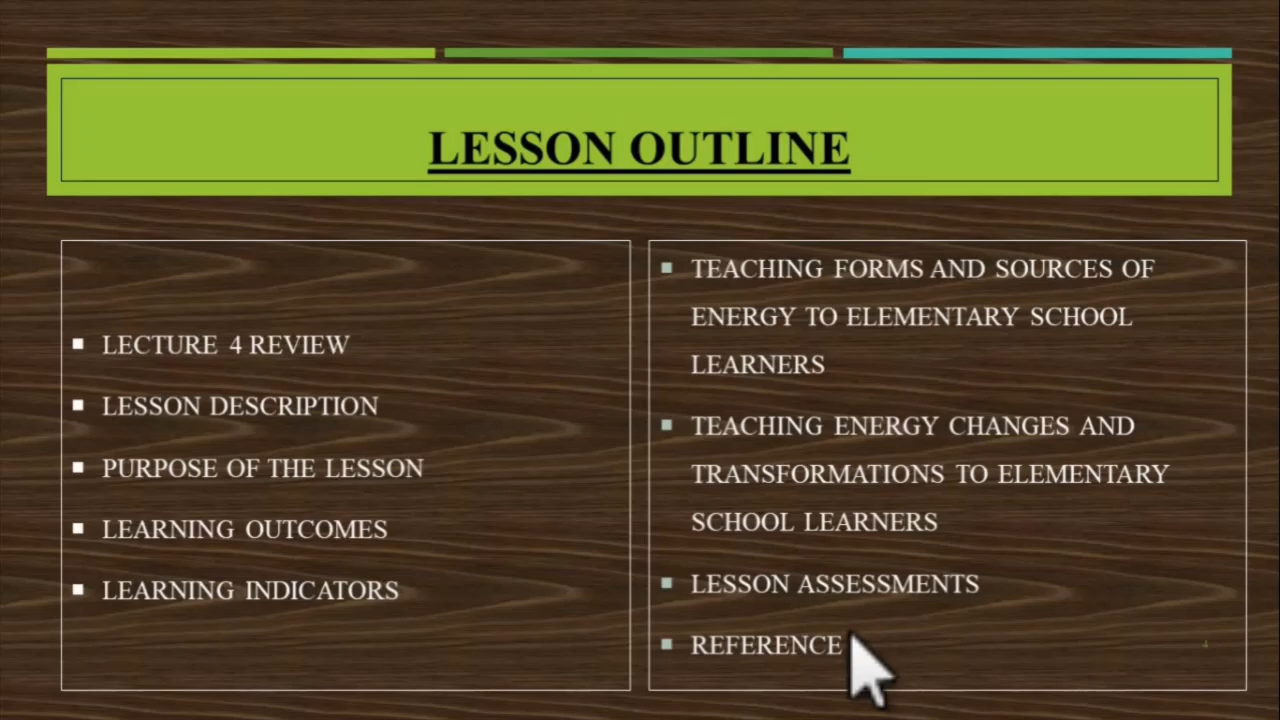 LESSON OUTLINE
LECTURE 4 REVIEW
LESSON DESCRIPTION
PURPOSE OF THE LESSON
LEARNING OUTCOMES
LEARNING INDICATORS
TEACHING FORMS AND SOURCES OF
ENERGY TO ELEMENTARY SCHOOL
LEARNERS
TEACHING ENERGY CHANGES AND
TRANSFORMATIONS TO ELEMENTARY
SCHOOL LEARNERS
LESSON ASSESSMENTS
REFERENCE
4